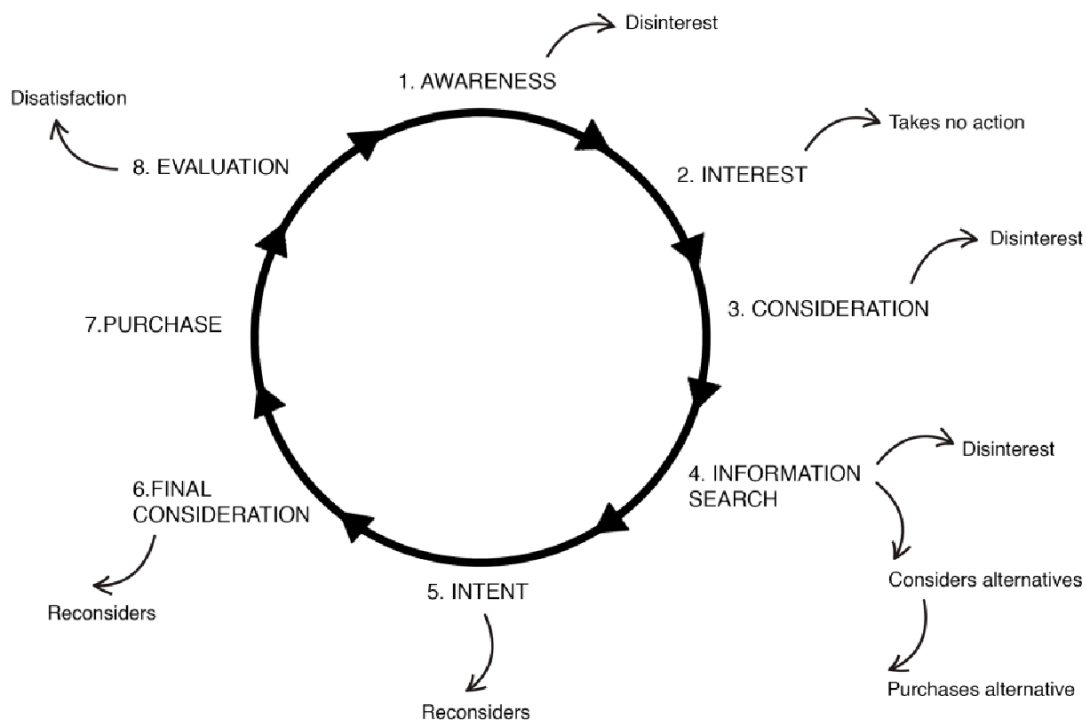 Disinterest
1. AWARENESS
Disatisfaction
Takes no action
8. EVALUATION
2. INTEREST
Disinterest
3. CONSIDERATION
7.PURCHASE
Disinterest
4. INFORMATION
SEARCH
6.FINAL
CONSIDERATION
Considers alternatives
5. INTENT
Reconsiders
Purchases alternative
Reconsiders